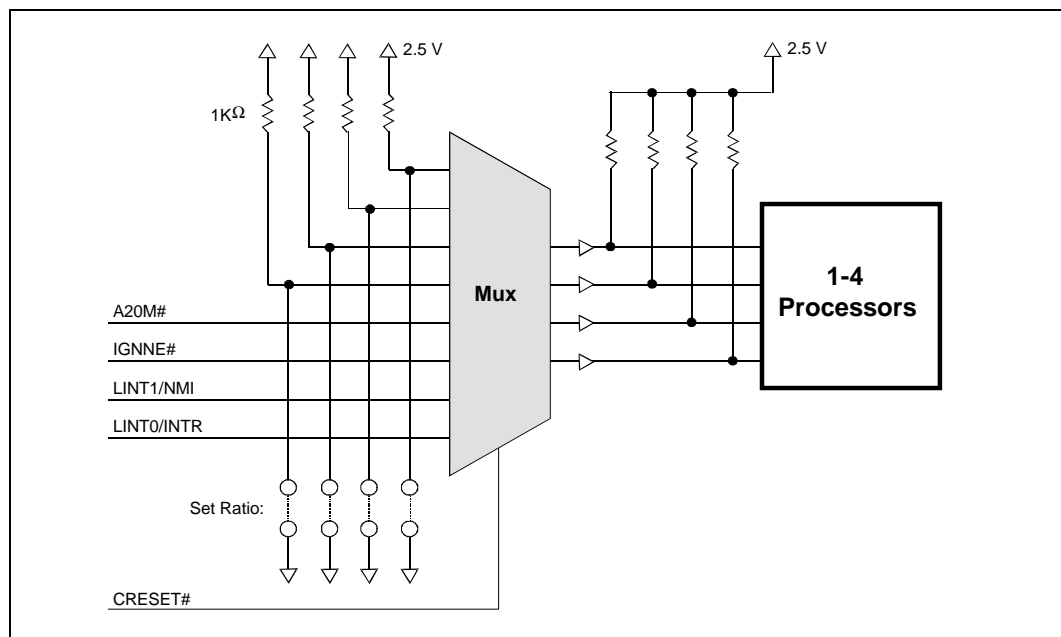 2.5 V
2.5 V
1KΩ
1-4
Processors
Mux
A20M#
IGNNE#
LINT1/NMI
LINT0/INTR
Set Ratio:
CRESET#